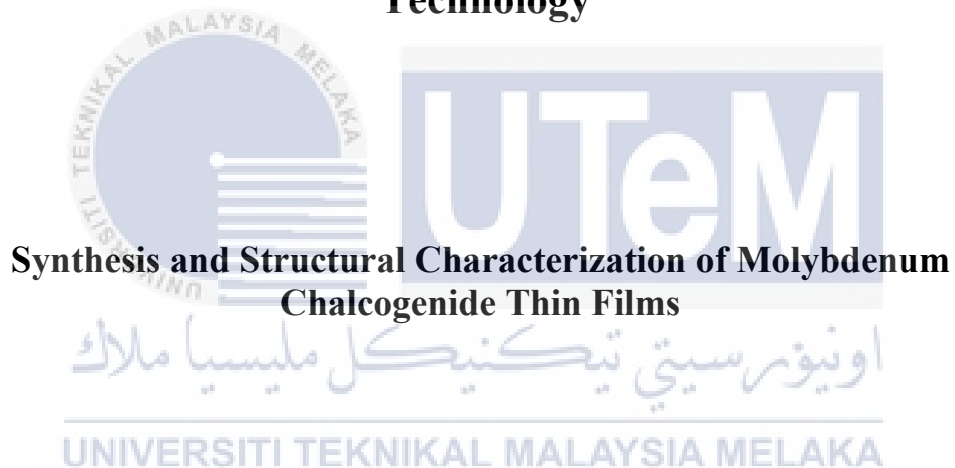 Technology
UNIVERSITI TEKNIKAL MALAYSIA MELAKA
UTeM
Synthesis and Structural Characterization of Molybdenum
Chalcogenide Thin Films
اونيۏرسيتي تيكنيكل مليسيا ملاك
UNIVERSITI TEKNIKAL MALAYSIA MELAKA